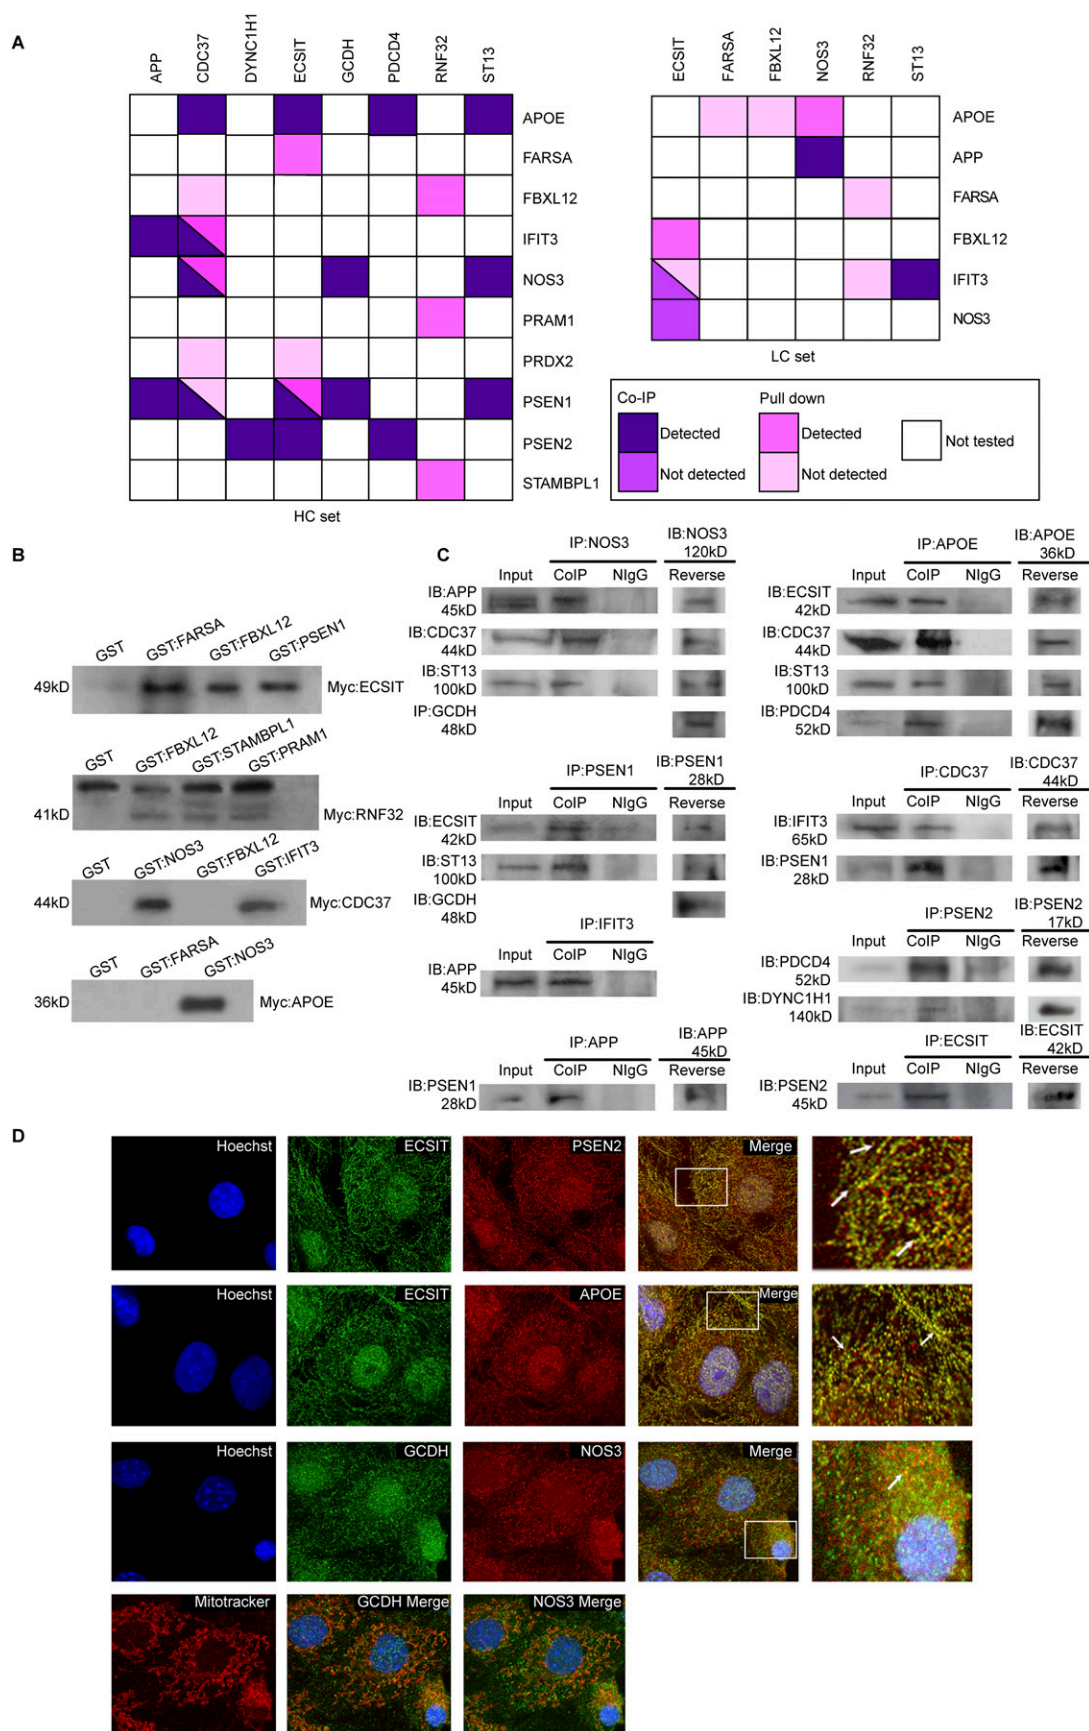 A
APP
CDC37
DYNC1H1
ECSIT
GCDH
PDCD4
RNF32
ST13
APOE
FARSA
FBXL12
IFIT3
NOS3
PRAM1
PRDX2
PSEN1
PSEN2
STAMBPL1
HC set
ECSIT
FARSA
FBXL12
NOS3
RNF32
ST13
APOE
APP
FARSA
FBXL12
IFIT3
NOS3
LC set
Co-IP
Pull down
Detected
Detected
Not tested
Not detected
Not detected
B
GST
GST:FARSA
GST:FBXL12
GST:PSEN1
49kD
Myc:ECSIT
GST
GST:FBXL12
GST:STAMBPL1
GST:PRAM1
41kD
Myc:RNF32
GST
GST:NOS3
GST:FBXL12
GST:IFIT3
44kD
Myc:CDC37
GST
GST:FARSA
GST:NOS3
36kD
Myc:APOE
C
IP:NOS3
IB:NOS3
120kD
Input
CoIP
NIgG
Reverse
IB:APP
45kD
IB:CDC37
44kD
IB:ST13
100kD
IP:GCDH
48kD
IP:PSEN1
IB:PSEN1
28kD
Input
CoIP
NIgG
Reverse
IB:ECSIT
42kD
IB:ST13
100kD
IB:GCDH
48kD
IP:IFIT3
Input
CoIP
NIgG
IB:APP
45kD
IP:APP
IB:APP
45kD
Input
CoIP
NIgG
Reverse
IB:PSEN1
28kD
IP:APOE
IB:APOE
36kD
Input
CoIP
NIgG
Reverse
IB:ECSIT
42kD
IB:CDC37
44kD
IB:ST13
100kD
IB:PDCD4
52kD
IP:CDC37
IB:CDC37
44kD
Input
CoIP
NIgG
Reverse
IB:IFIT3
65kD
IB:PSEN1
28kD
IP:PSEN2
IB:PSEN2
17kD
Input
CoIP
NIgG
Reverse
IB:PDCD4
52kD
IB:DYNC1H1
140kD
IP:ECSIT
IB:ECSIT
42kD
Input
CoIP
NIgG
Reverse
IB:PSEN2
45kD
D
Hoechst
ECSIT
PSEN2
Merge
Hoechst
ECSIT
APOE
Merge
Hoechst
GCDH
NOS3
Merge
Mitotracker
GCDH Merge
NOS3 Merge